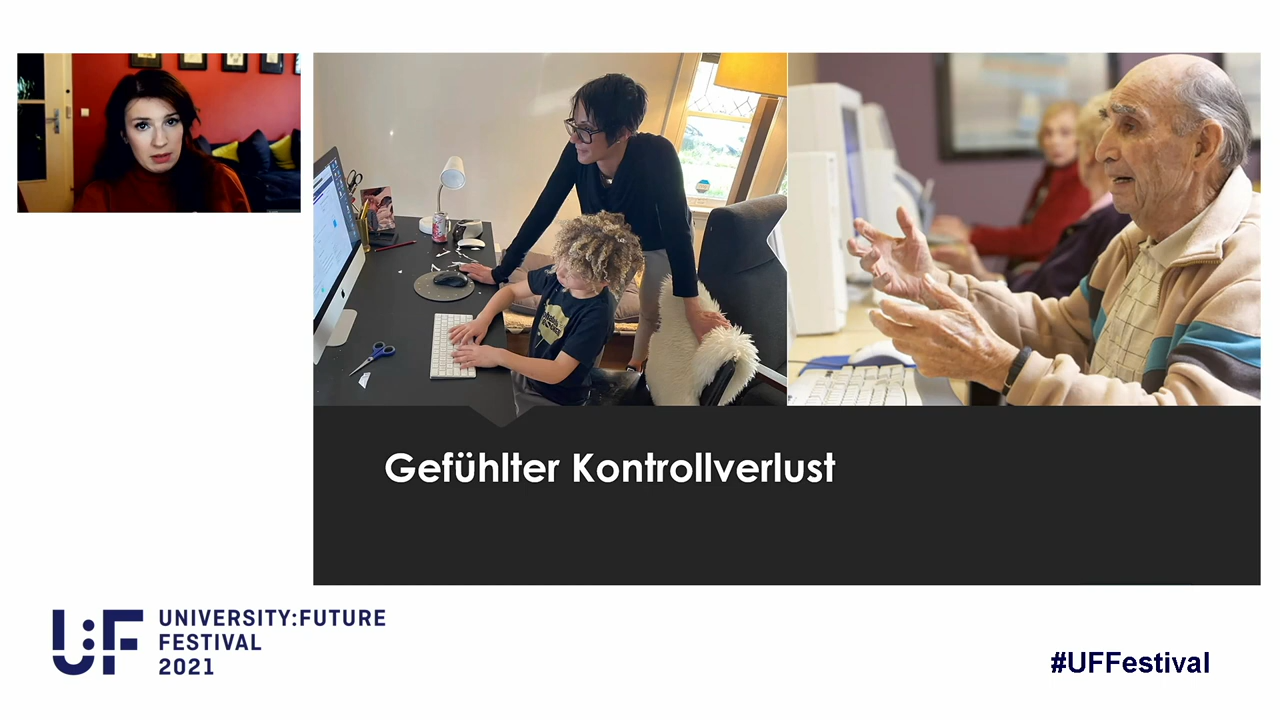 Gefühlter Kontrollverlust
U:F
UNIVERSITY:FUTURE
FESTIVAL
2021
#UFFestival